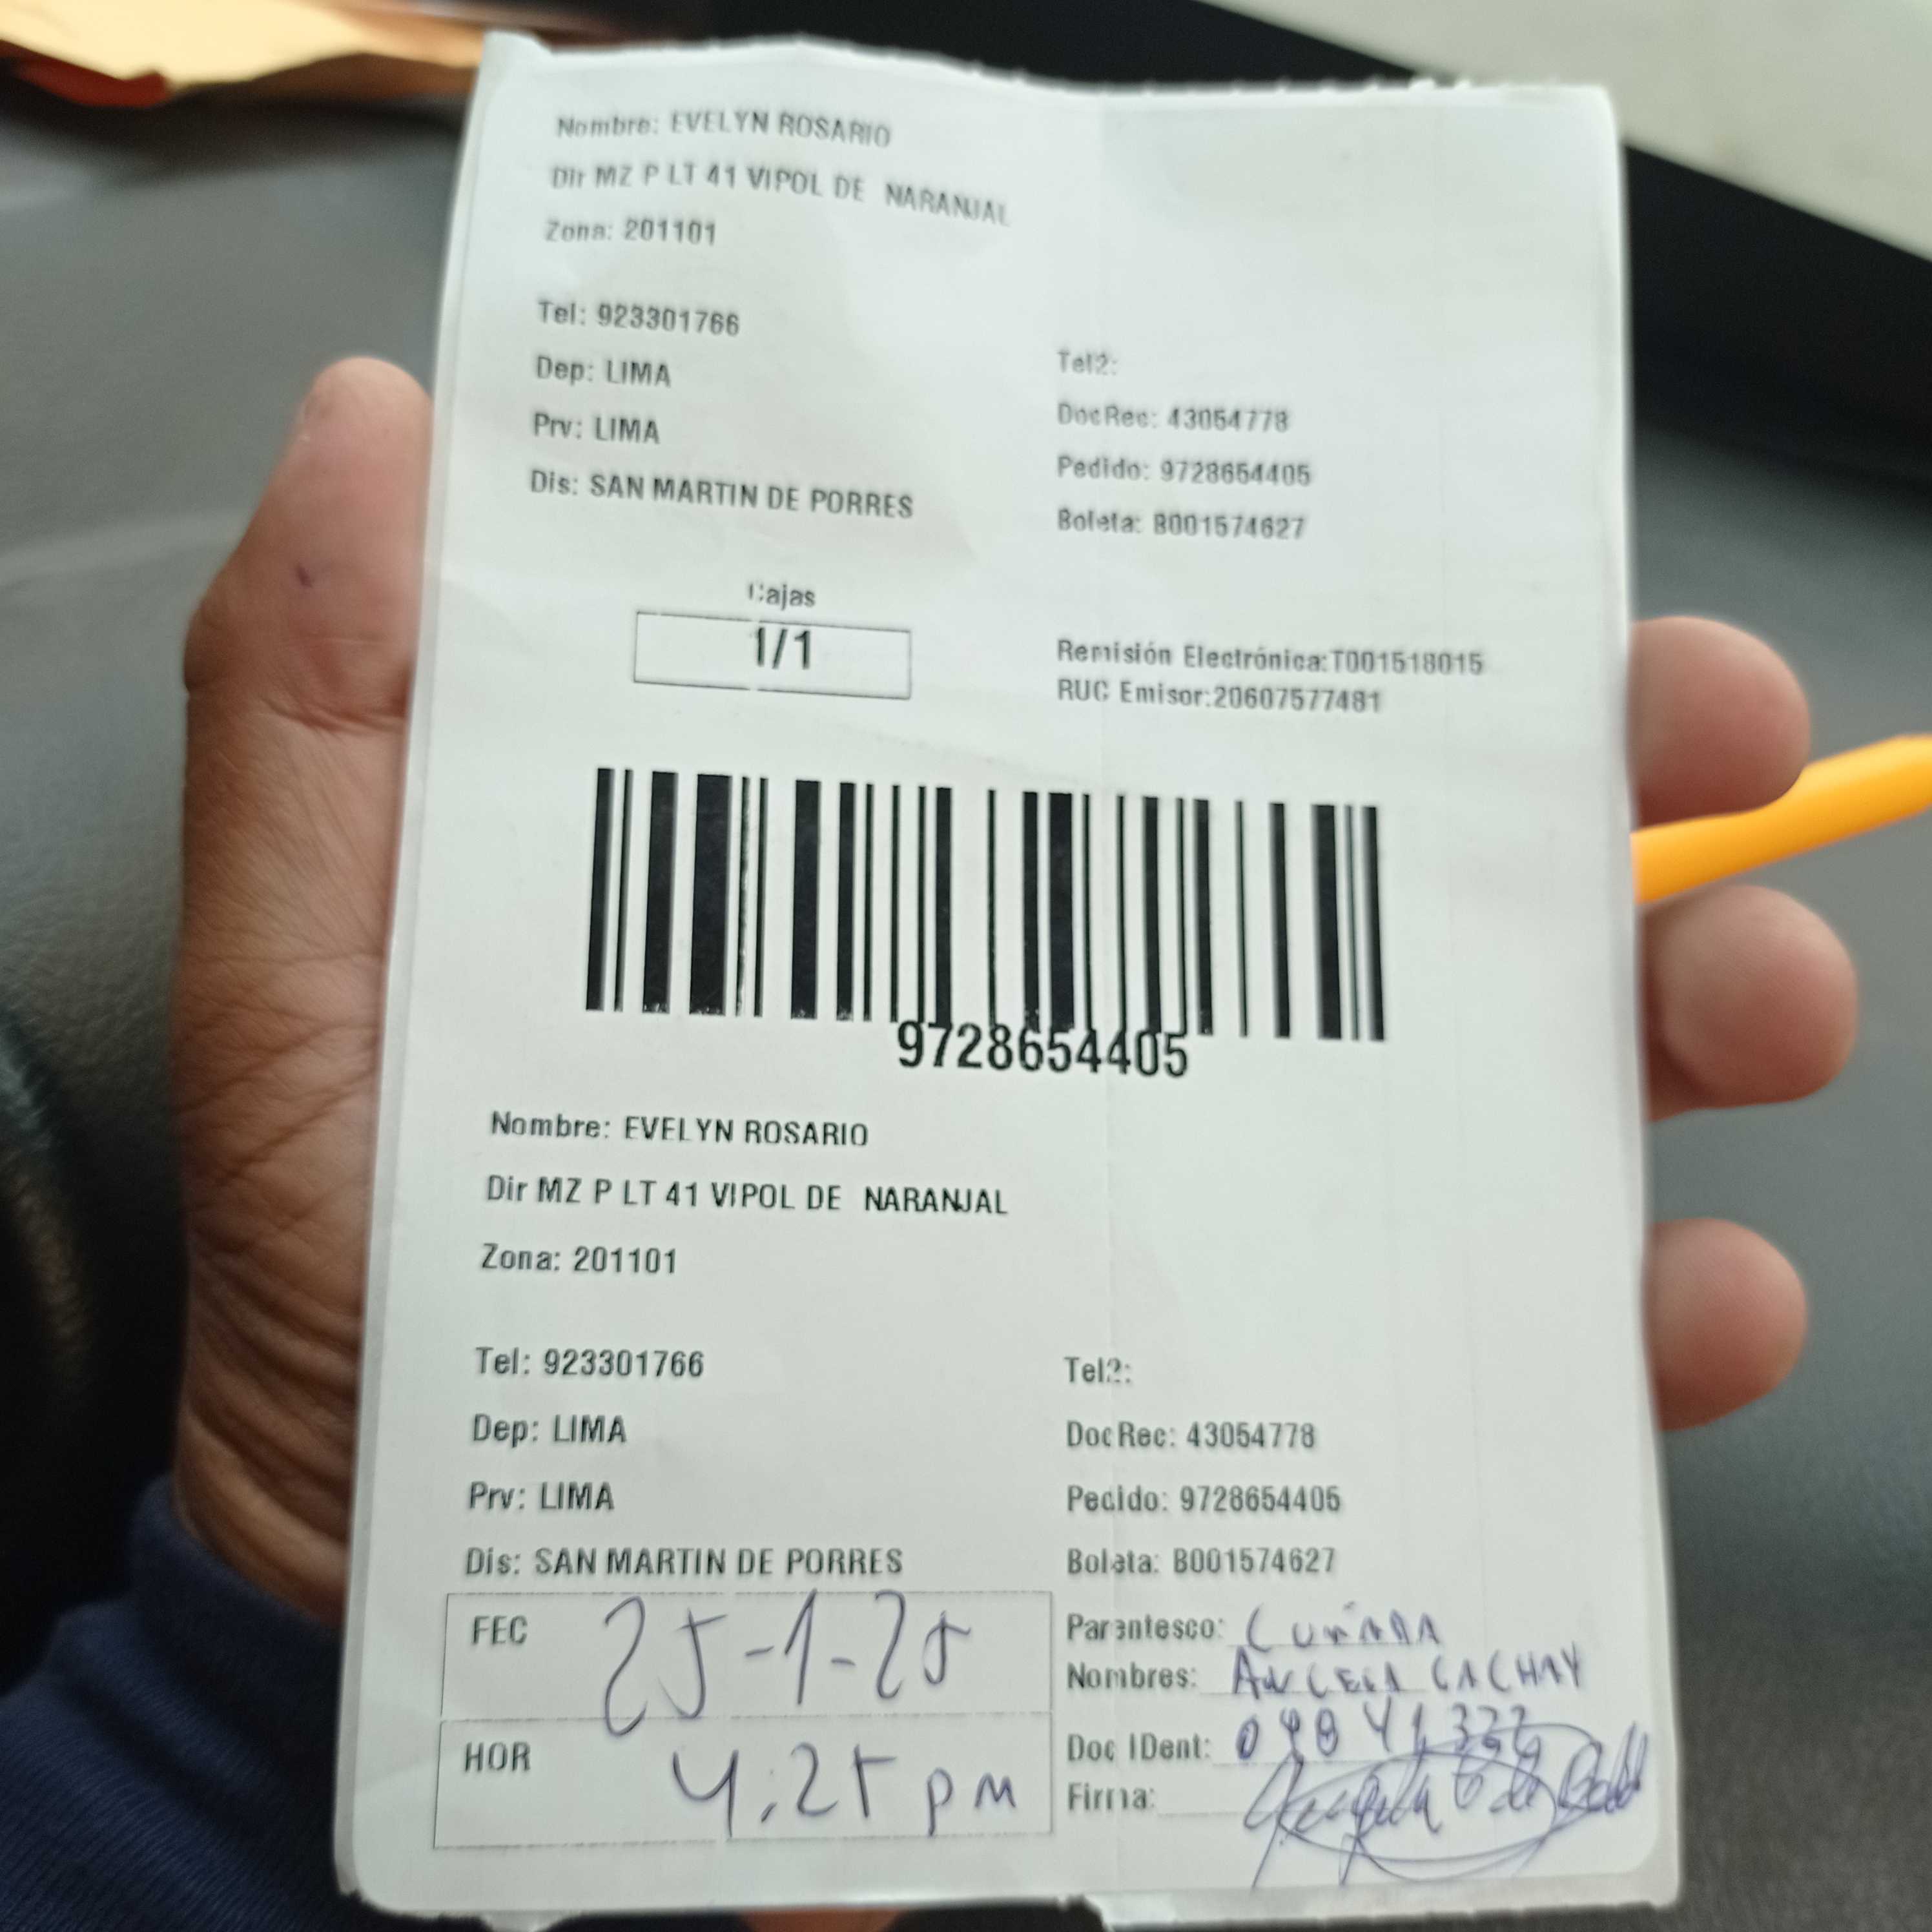 Nombre: EVELYN ROSARIO
Dir MZ P LT 41 VIPOL DE NARANJAL
Zona: 201101
Tel: 923301766
Tel2:
Dep: LIMA
DocRec: 43054778
Prv: LIMA
Pedido: 9728654405
Dis: SAN MARTIN DE PORRES
Boleta: B001574627
Cajas
1/1
Remisión Electrónica:T001518015
RUC Emisor:20607577481
9728654405
Nombre: EVELYN ROSARIO
Dir MZ P LT 41 VIPOL DE NARANJAL
Zona: 201101
Tel: 923301766
Tel2:
Dep: LIMA
DocRec: 43054778
Prv: LIMA
Pedido: 9728654405
Dis: SAN MARTIN DE PORRES
Boleta: B001574627
FEC 25-1-25
Parentesco: CUÑADA
Nombres: ANGELA CACHAY
HOR 4:25 pm
Doc IDent:
Firma: